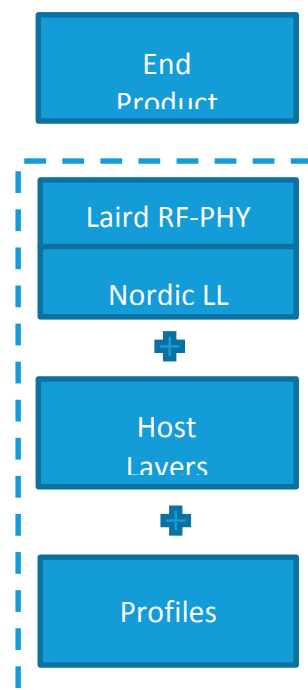 End
Product
Laird RF-PHY
Nordic LL
Host
Layers
Profiles